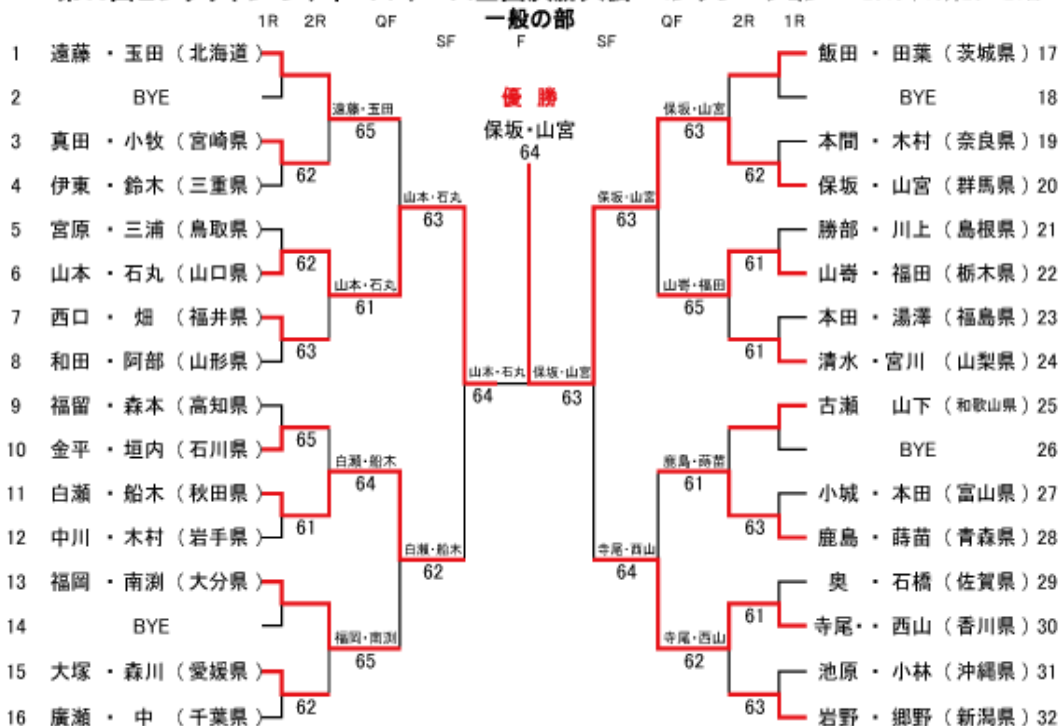 一般の部
1R 2R QF SF F SF QF 2R 1R
1 遠藤 ・ 玉田 ( 北海道 )
2 BYE
3 真田 ・ 小牧 ( 宮崎県 )
4 伊東 ・ 鈴木 ( 三重県 )
5 宮原 ・ 三浦 ( 鳥取県 )
6 山本 ・ 石丸 ( 山口県 )
7 西口 ・ 畑 ( 福井県 )
8 和田 ・ 阿部 ( 山形県 )
9 福留 ・ 森本 ( 高知県 )
10 金平 ・ 垣内 ( 石川県 )
11 白瀬 ・ 船木 ( 秋田県 )
12 中川 ・ 木村 ( 岩手県 )
13 福岡 ・ 南渕 ( 大分県 )
14 BYE
15 大塚 ・ 森川 ( 愛媛県 )
16 廣瀬 ・ 中 ( 千葉県 )
62
62
63
65
61
62
遠藤・玉田
65
山本・石丸
61
白瀬・船木
64
福岡・南渕
65
山本・石丸
63
白瀬・船木
62
山本・石丸
64
優 勝
保坂・山宮
64
保坂・山宮
63
保坂・山宮
63
寺尾・西山
64
保坂・山宮
63
山嵜・福田
65
鹿島・蒔苗
61
寺尾・西山
62
62
61
61
63
61
63
飯田 ・ 田葉 ( 茨城県 ) 17
BYE 18
本間 ・ 木村 ( 奈良県 ) 19
保坂 ・ 山宮 ( 群馬県 ) 20
勝部 ・ 川上 ( 島根県 ) 21
山嵜 ・ 福田 ( 栃木県 ) 22
本田 ・ 湯澤 ( 福島県 ) 23
清水 ・ 宮川 ( 山梨県 ) 24
古瀬 山下 ( 和歌山県 ) 25
BYE 26
小城 ・ 本田 ( 富山県 ) 27
鹿島 ・ 蒔苗 ( 青森県 ) 28
奥 ・ 石橋 ( 佐賀県 ) 29
寺尾・・ 西山 ( 香川県 ) 30
池原 ・ 小林 ( 沖縄県 ) 31
岩野 ・ 郷野 ( 新潟県 ) 32